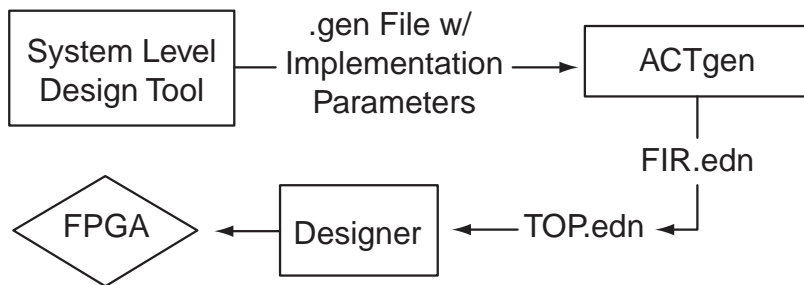 System Level
Design Tool
.gen File w/
Implementation
Parameters
ACTgen
FIR.edn
TOP.edn
Designer
FPGA